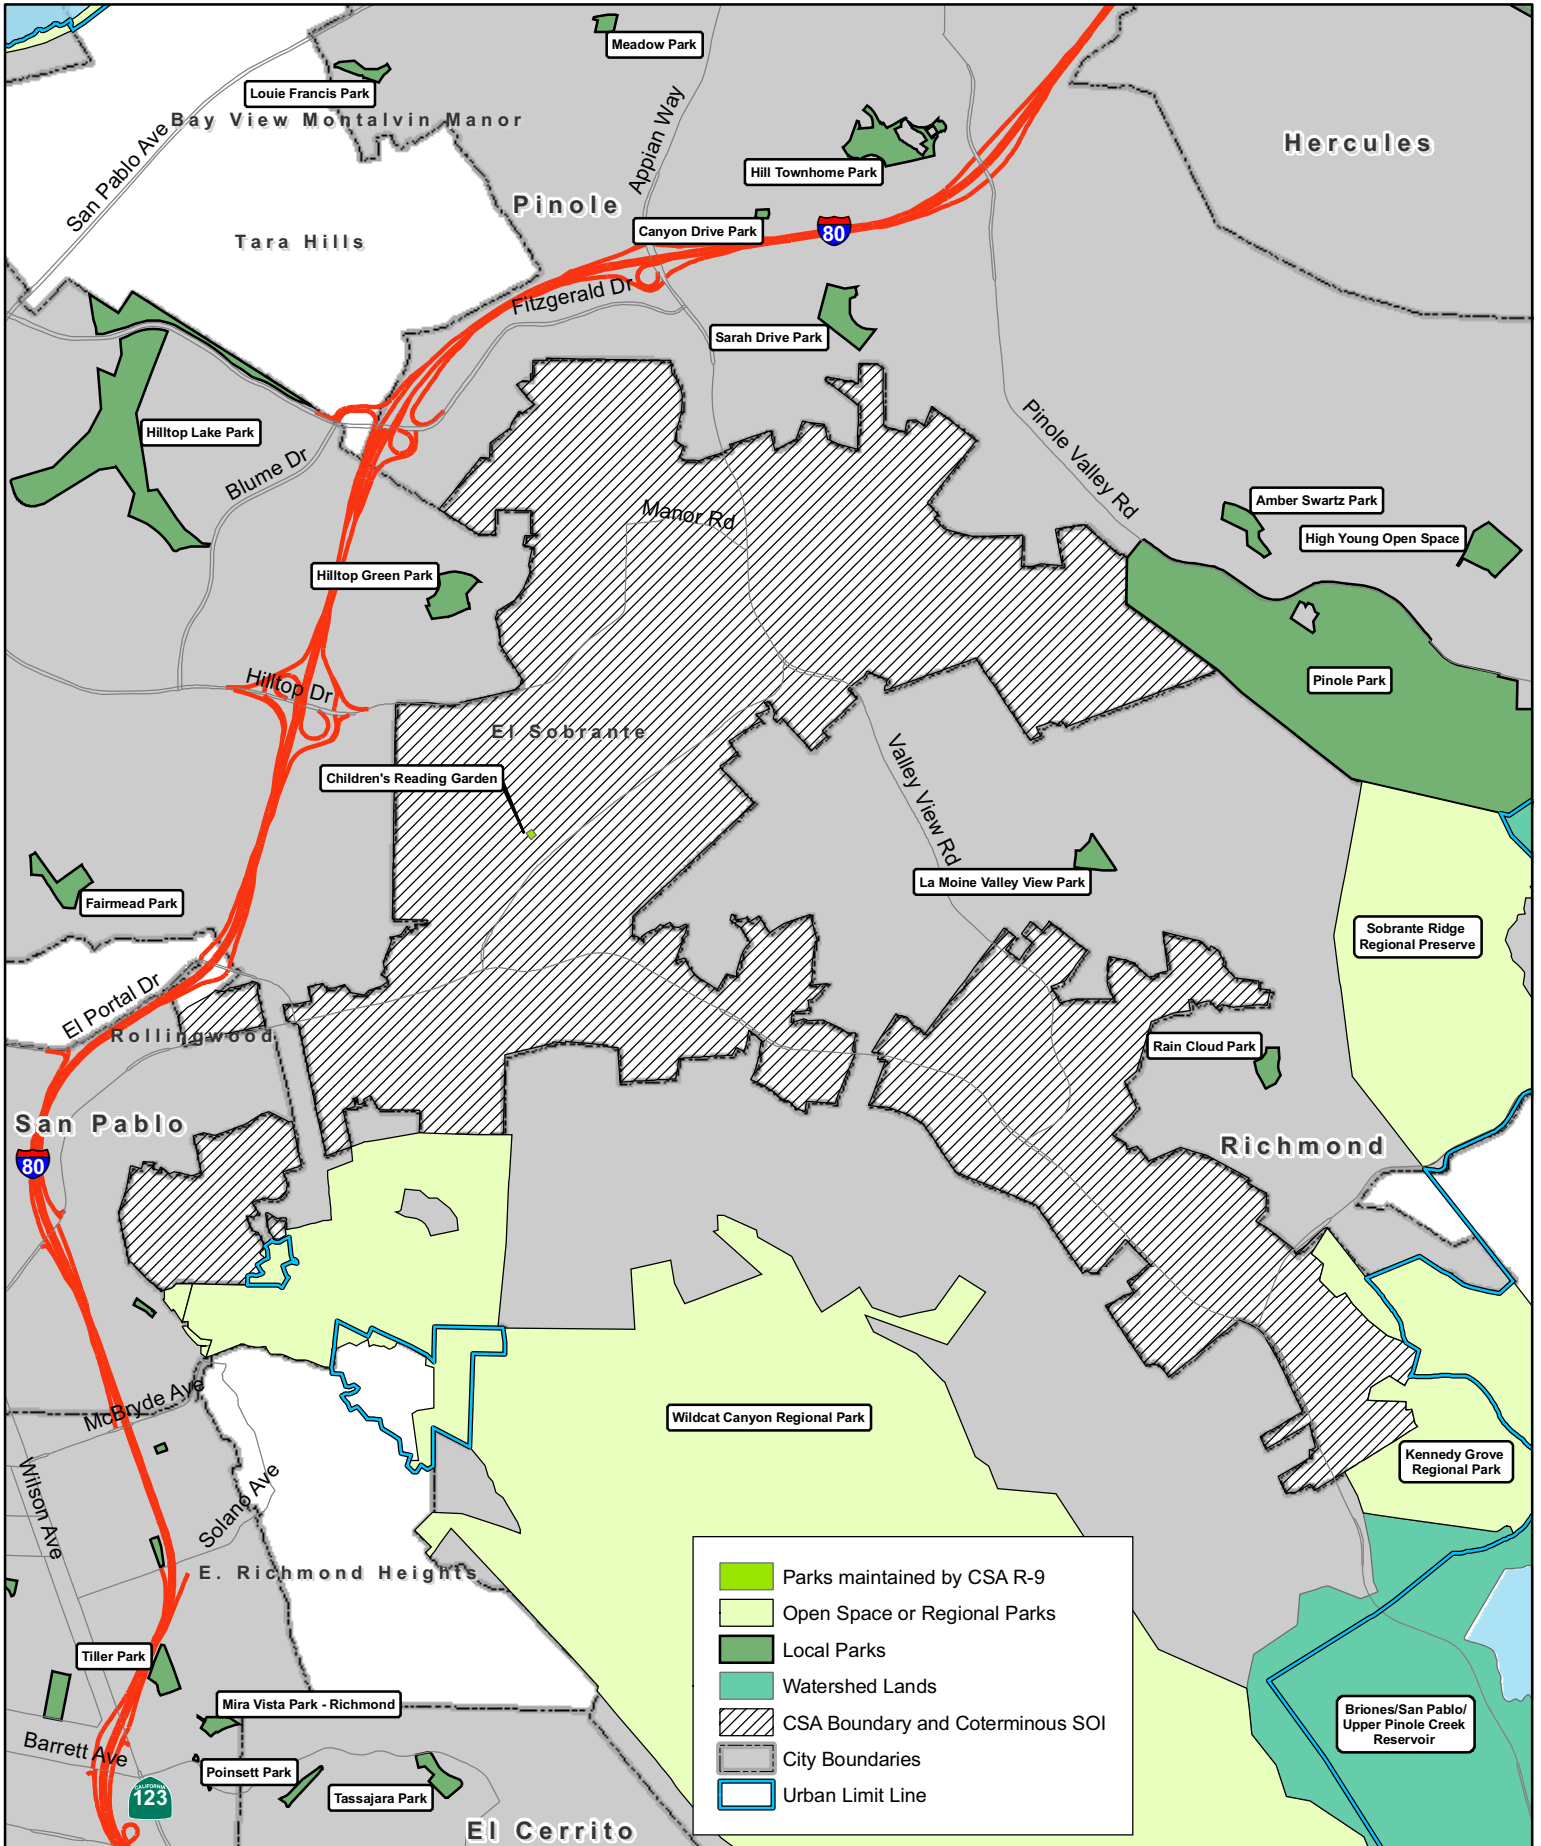 Meadow Park
Louie Francis Park
Bay View Montalvin Manor
San Pablo Ave
Appian Way
Hercules
Hill Townhome Park
Pinole
Canyon Drive Park
80
Tara Hills
Fitzgerald Dr
Sarah Drive Park
Hilltop Lake Park
Blume Dr
Pinole Valley Rd
Manor Rd
Amber Swartz Park
High Young Open Space
Hilltop Green Park
Hilltop Dr
Pinole Park
El Sobrante
Children's Reading Garden
Valley View Rd
La Moine Valley View Park
Fairmead Park
Sobrante Ridge
Regional Preserve
El Portal Dr
Rollingwood
Rain Cloud Park
San Pablo
Richmond
80
McBryde Ave
Wildcat Canyon Regional Park
Kennedy Grove
Regional Park
Wilson Ave
Solano Ave
E. Richmond Heights
Parks maintained by CSA R-9
Open Space or Regional Parks
Local Parks
Watershed Lands
CSA Boundary and Coterminous SOI
City Boundaries
Urban Limit Line
Tiller Park
Mira Vista Park - Richmond
Briones/San Pablo/
Upper Pinole Creek
Reservoir
Barrett Ave
Poinsett Park
Tassajara Park
CALIFORNIA
123
El Cerrito